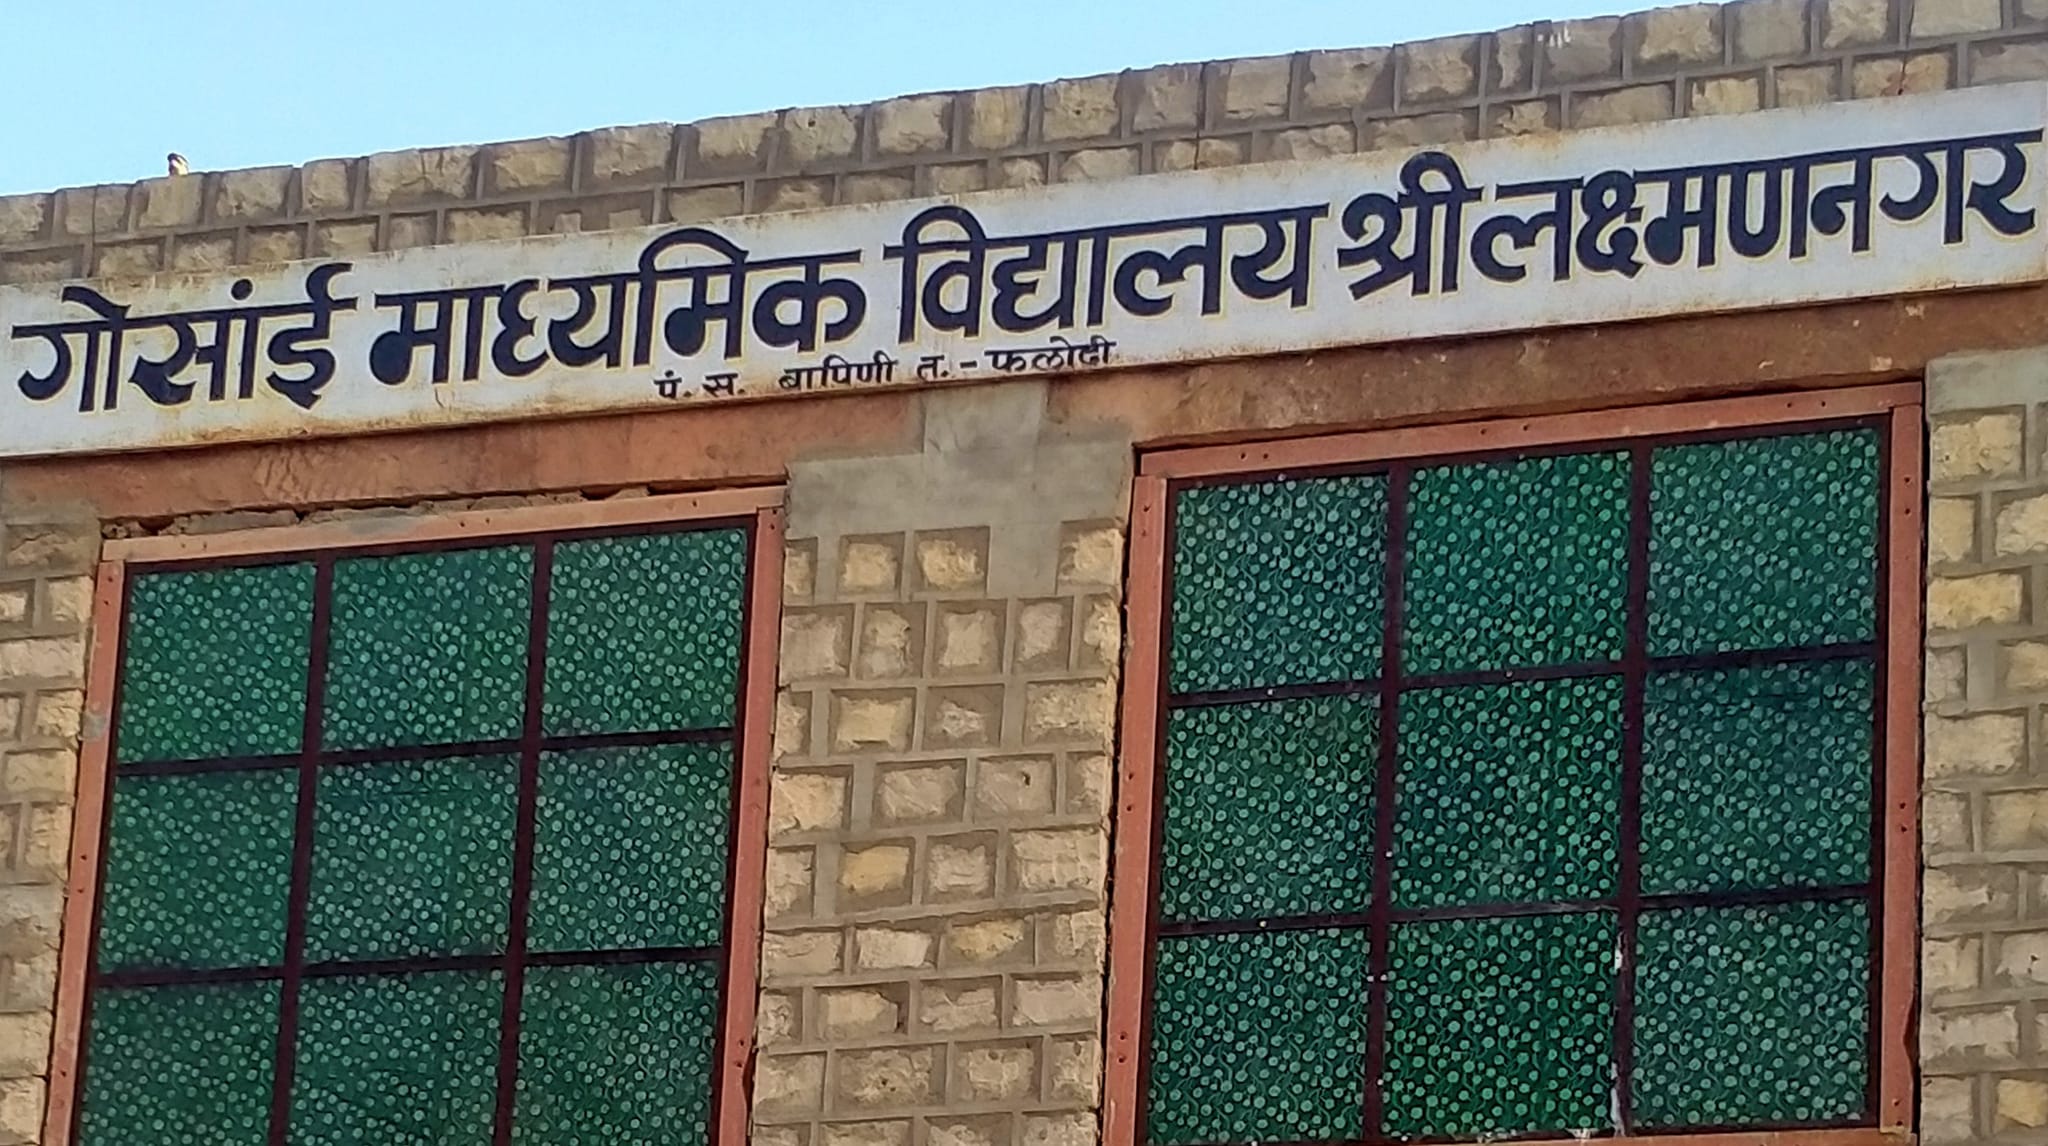 गोसांई माध्यमिक विद्यालय श्रीलक्ष्मणनगर
पं. स. बापिणी त.- फलोदी